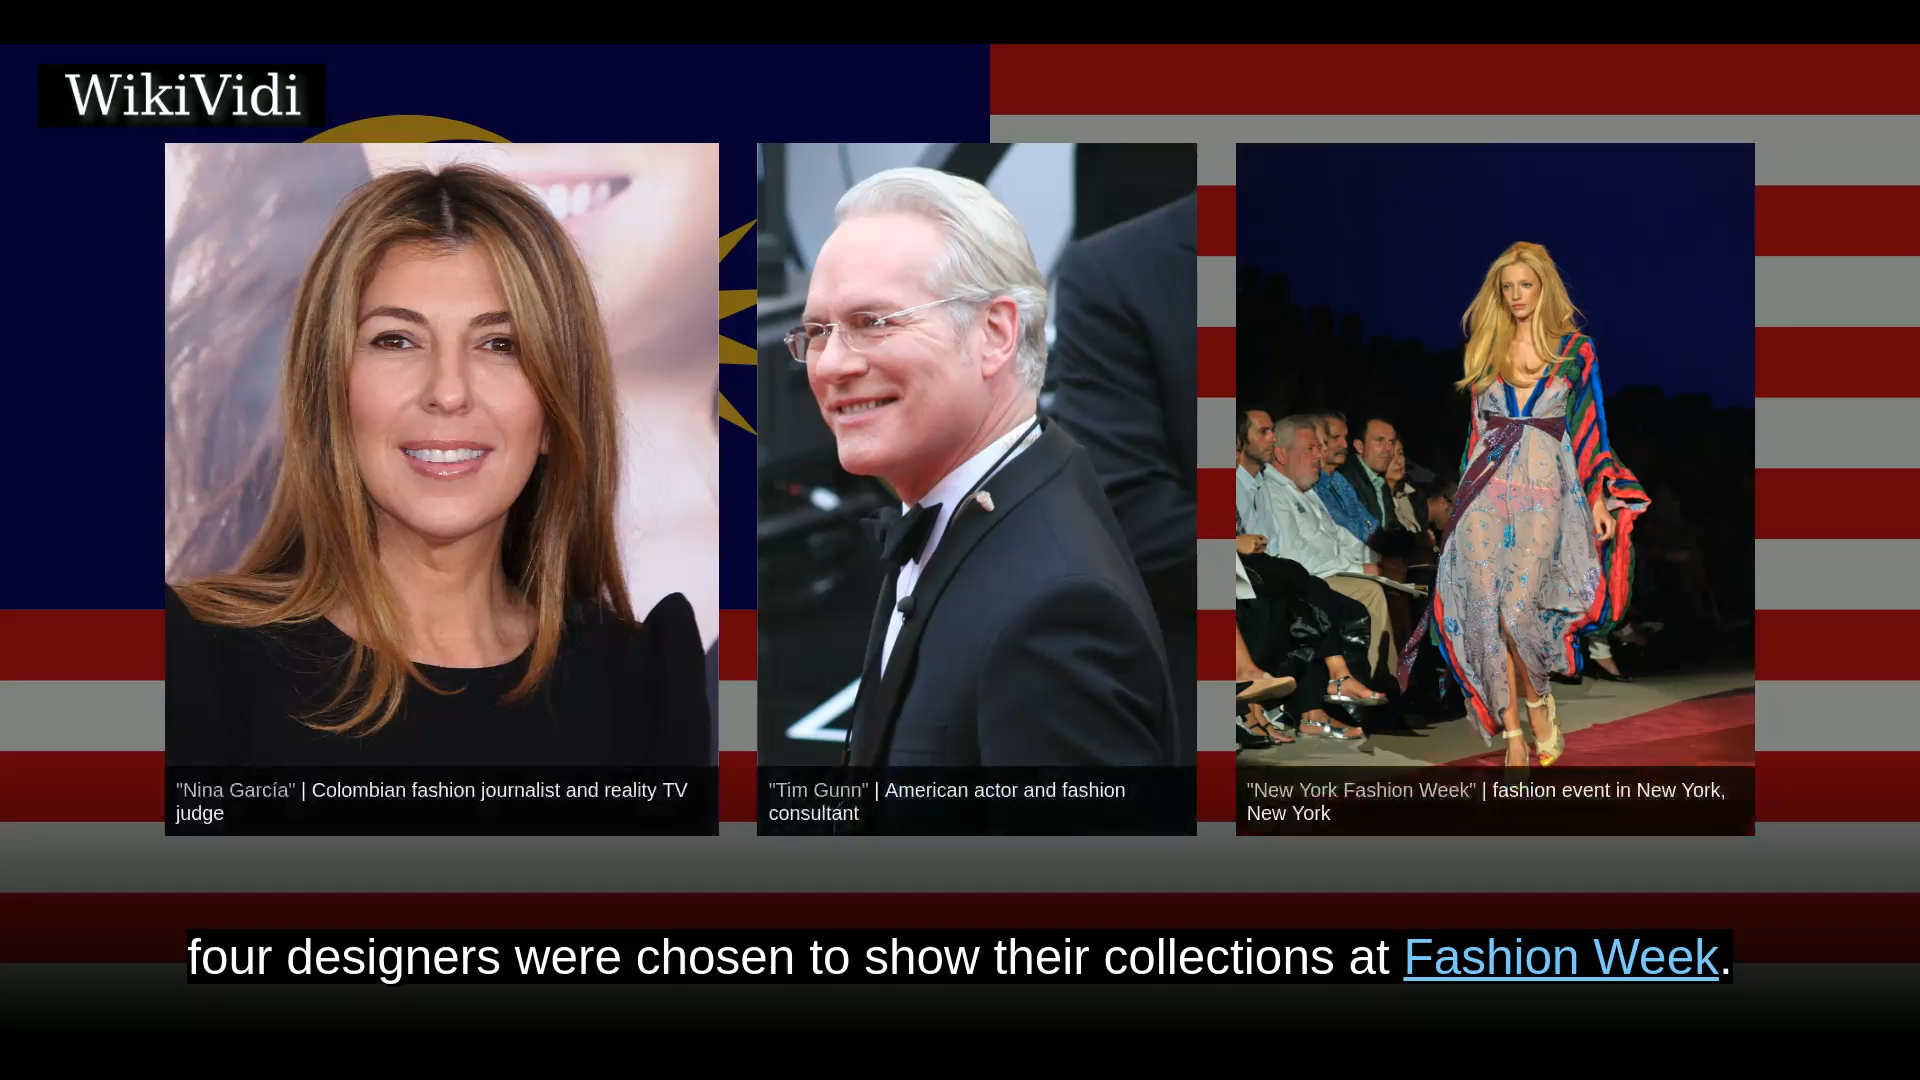 WikiVidi
"Nina García" | Colombian fashion journalist and reality TV
judge
"Tim Gunn" | American actor and fashion
consultant
"New York Fashion Week" | fashion event in New York,
New York
four designers were chosen to show their collections at Fashion Week.